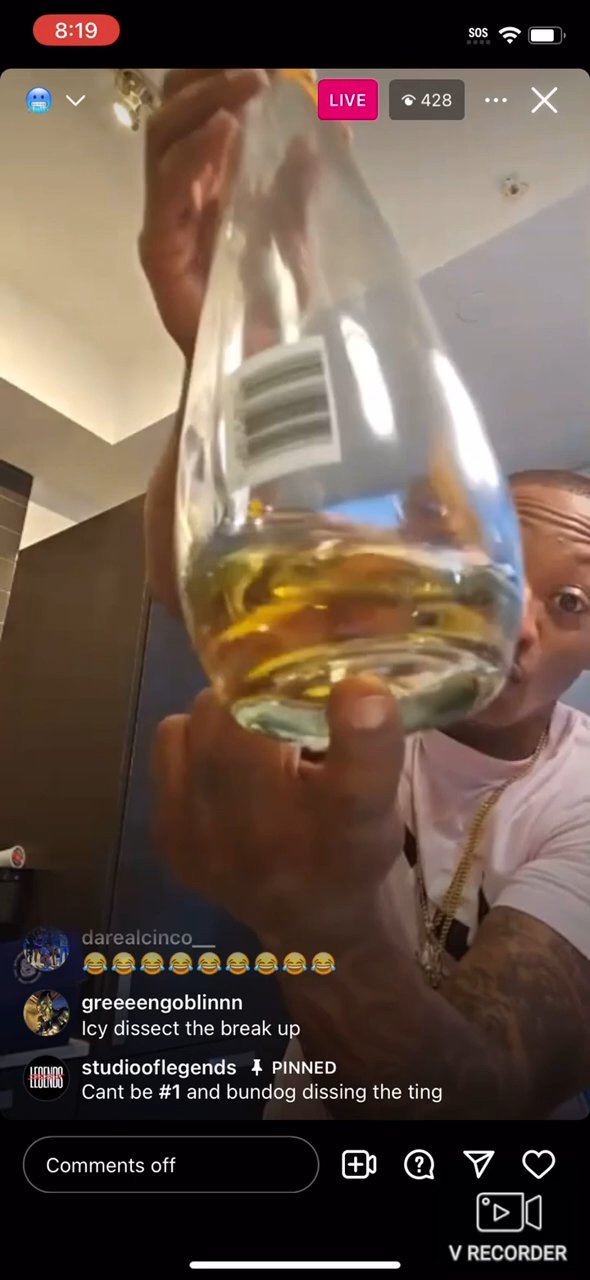 8:19
SOS
LIVE
428
darealcinco__
😂😂😂😂😂😂😂😂😂
greeeengoblinnn
Icy dissect the break up
LEGENDS
studiooflegends PINNED
Cant be #1 and bundog dissing the ting
Comments off
V RECORDER